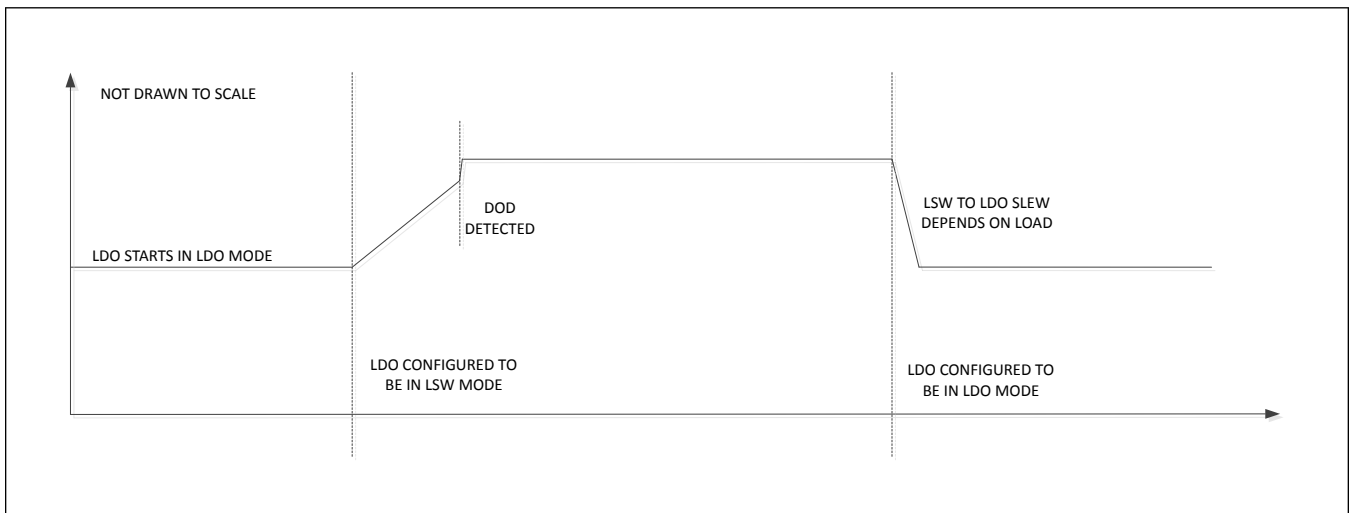 NOT DRAWN TO SCALE
DOD
DETECTED
LSW TO LDO SLEW
DEPENDS ON LOAD
LDO STARTS IN LDO MODE
LDO CONFIGURED TO
BE IN LSW MODE
LDO CONFIGURED TO
BE IN LDO MODE